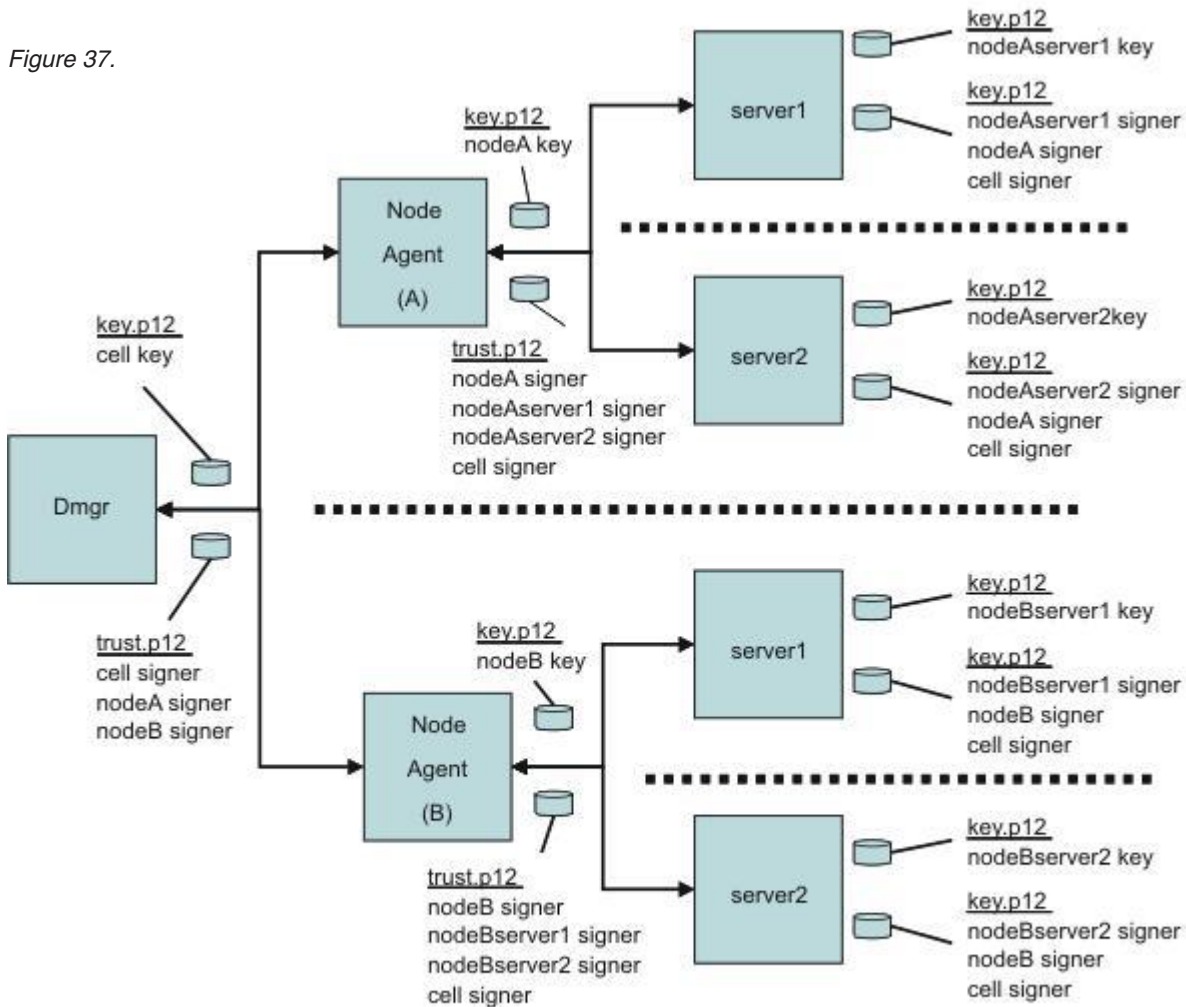 Figure 37.
key.p12
nodeAserver1 key
server1
key.p12
nodeAserver1 signer
nodeA signer
cell signer
key.p12
nodeA key
Node
Agent
(A)
trust.p12
nodeA signer
nodeAserver1 signer
nodeAserver2 signer
cell signer
key.p12
nodeAserver2key
server2
key.p12
nodeAserver2 signer
nodeA signer
cell signer
key.p12
cell key
Dmgr
trust.p12
cell signer
nodeA signer
nodeB signer
key.p12
nodeBserver1 key
server1
key.p12
nodeBserver1 signer
nodeB signer
cell signer
key.p12
nodeB key
Node
Agent
(B)
trust.p12
nodeB signer
nodeBserver1 signer
nodeBserver2 signer
cell signer
key.p12
nodeBserver2 key
server2
key.p12
nodeBserver2 signer
nodeB signer
cell signer